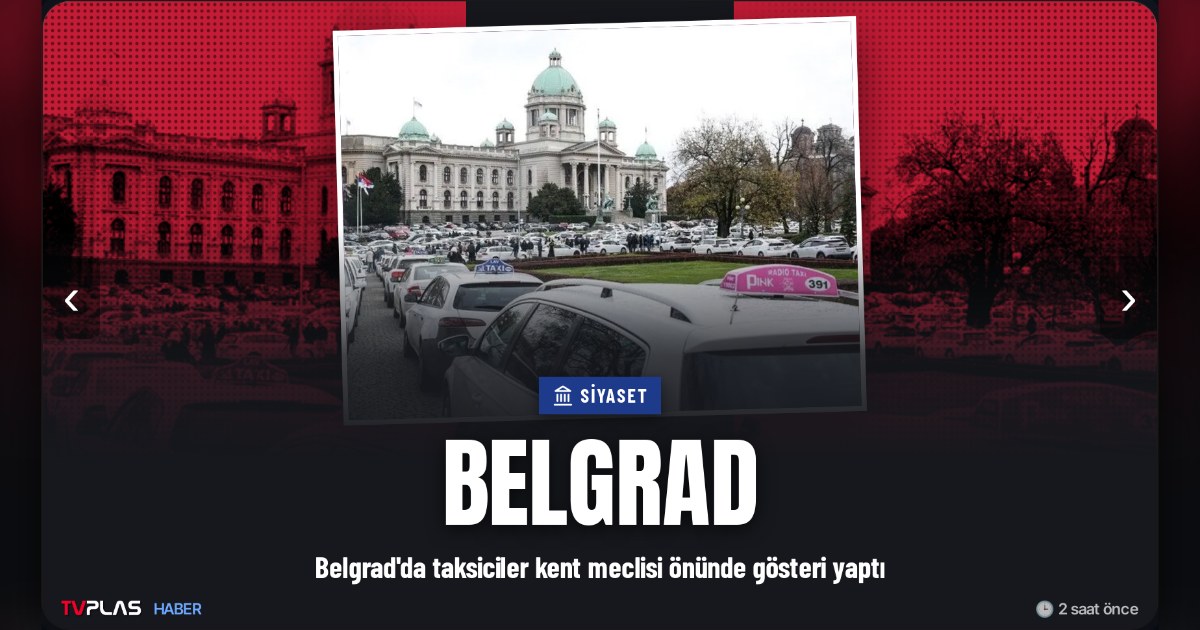 TAXI
RADIO TAXI
PINK
391
SİYASET
BELGRAD
Belgrad'da taksiciler kent meclisi önünde gösteri yaptı
TVPLAS HABER
2 saat önce